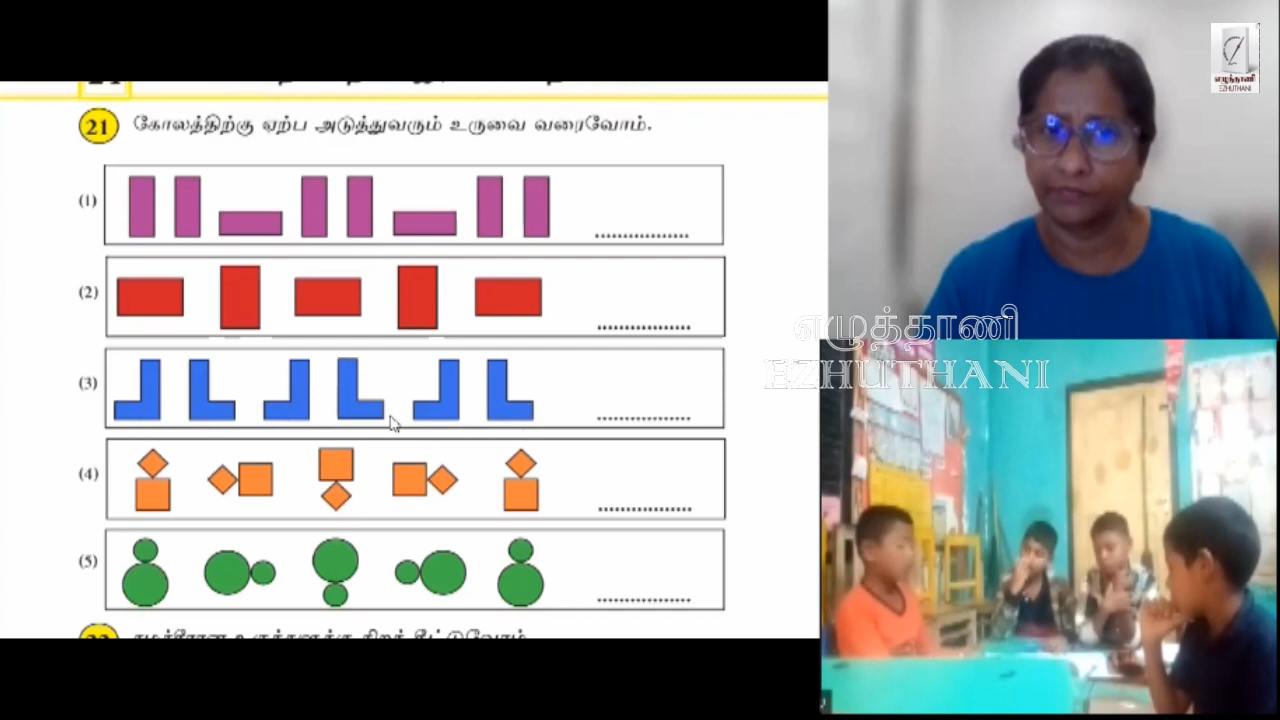 21 கோலத்திற்கு ஏற்ப அடுத்துவரும் உருவை வரைவோம்.
(1)
(2)
(3)
(4)
(5)
எழுத்தாணி
EZHUTHANI
எழுத்தாணி
EZHUTHANI